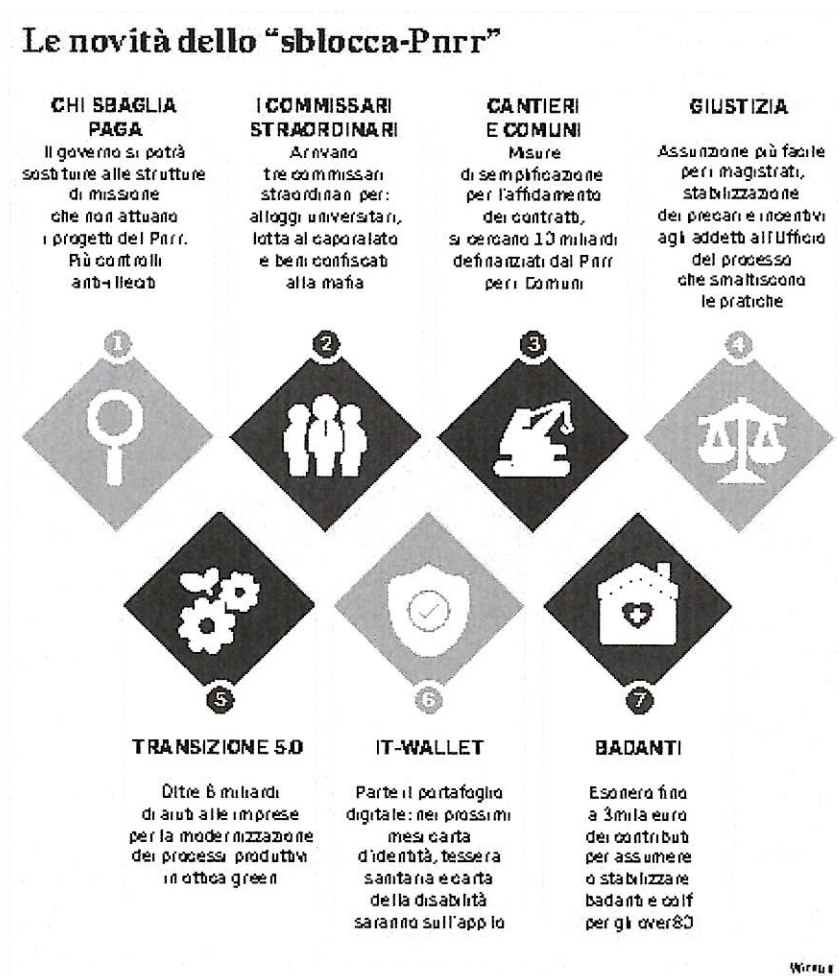 Le novità dello “sblocca-Pnrr”
CHI SBAGLIA
PAGA
Il governo si potrà
sostituire alle strutture
di missione
che non attuano
i progetti del Pnrr.
Più controlli
anti-illeciti
I COMMISSARI
STRAORDINARI
Arrivano
tre commissari
straordinari per:
alloggi universitari,
lotta al caporalato
e beni confiscati
alla mafia
CANTIERI
E COMUNI
Misure
di semplificazione
per l'affidamento
dei contratti,
si cercano 10 miliardi
definanziati dal Pnrr
per i Comuni
GIUSTIZIA
Assunzione più facile
per i magistrati,
stabilizzazione
dei precari e incentivi
agli addetti all'Ufficio
del processo
che smaltiscono
le pratiche
1
2
3
4
5
6
7
TRANSIZIONE 5.0
Oltre 6 miliardi
di aiuti alle imprese
per la modernizzazione
dei processi produttivi
in ottica green
IT-WALLET
Parte il portafoglio
digitale: nei prossimi
mesi carta
d'identità, tessera
sanitaria e carta
della disabilità
saranno sull'app Io
BADANTI
Esonero fino
a 3mila euro
dei contributi
per assumere
o stabilizzare
badanti e colf
per gli over80